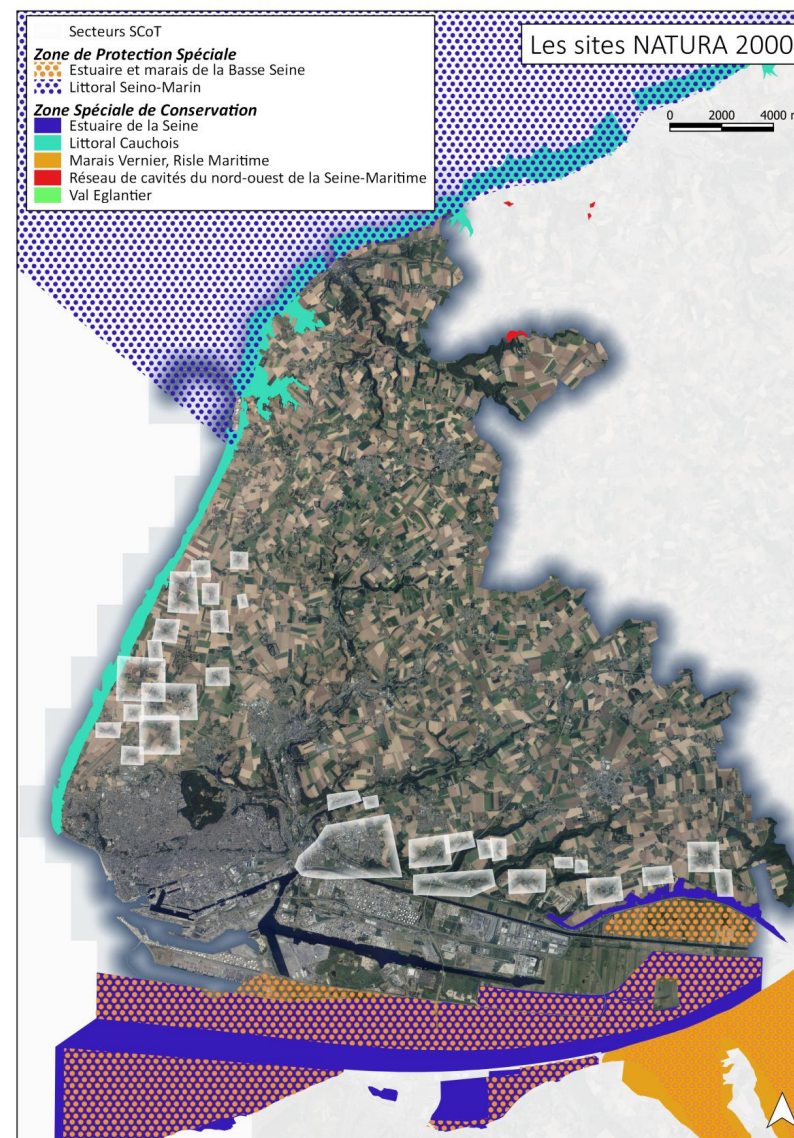 Secteurs SCoT
Zone de Protection Spéciale
Estuaire et marais de la Basse Seine
Littoral Seino-Marin
Zone Spéciale de Conservation
Estuaire de la Seine
Littoral Cauchois
Marais Vernier, Risle Maritime
Réseau de cavités du nord-ouest de la Seine-Maritime
Val Eglantier
Les sites NATURA 2000
0 2000 4000 m